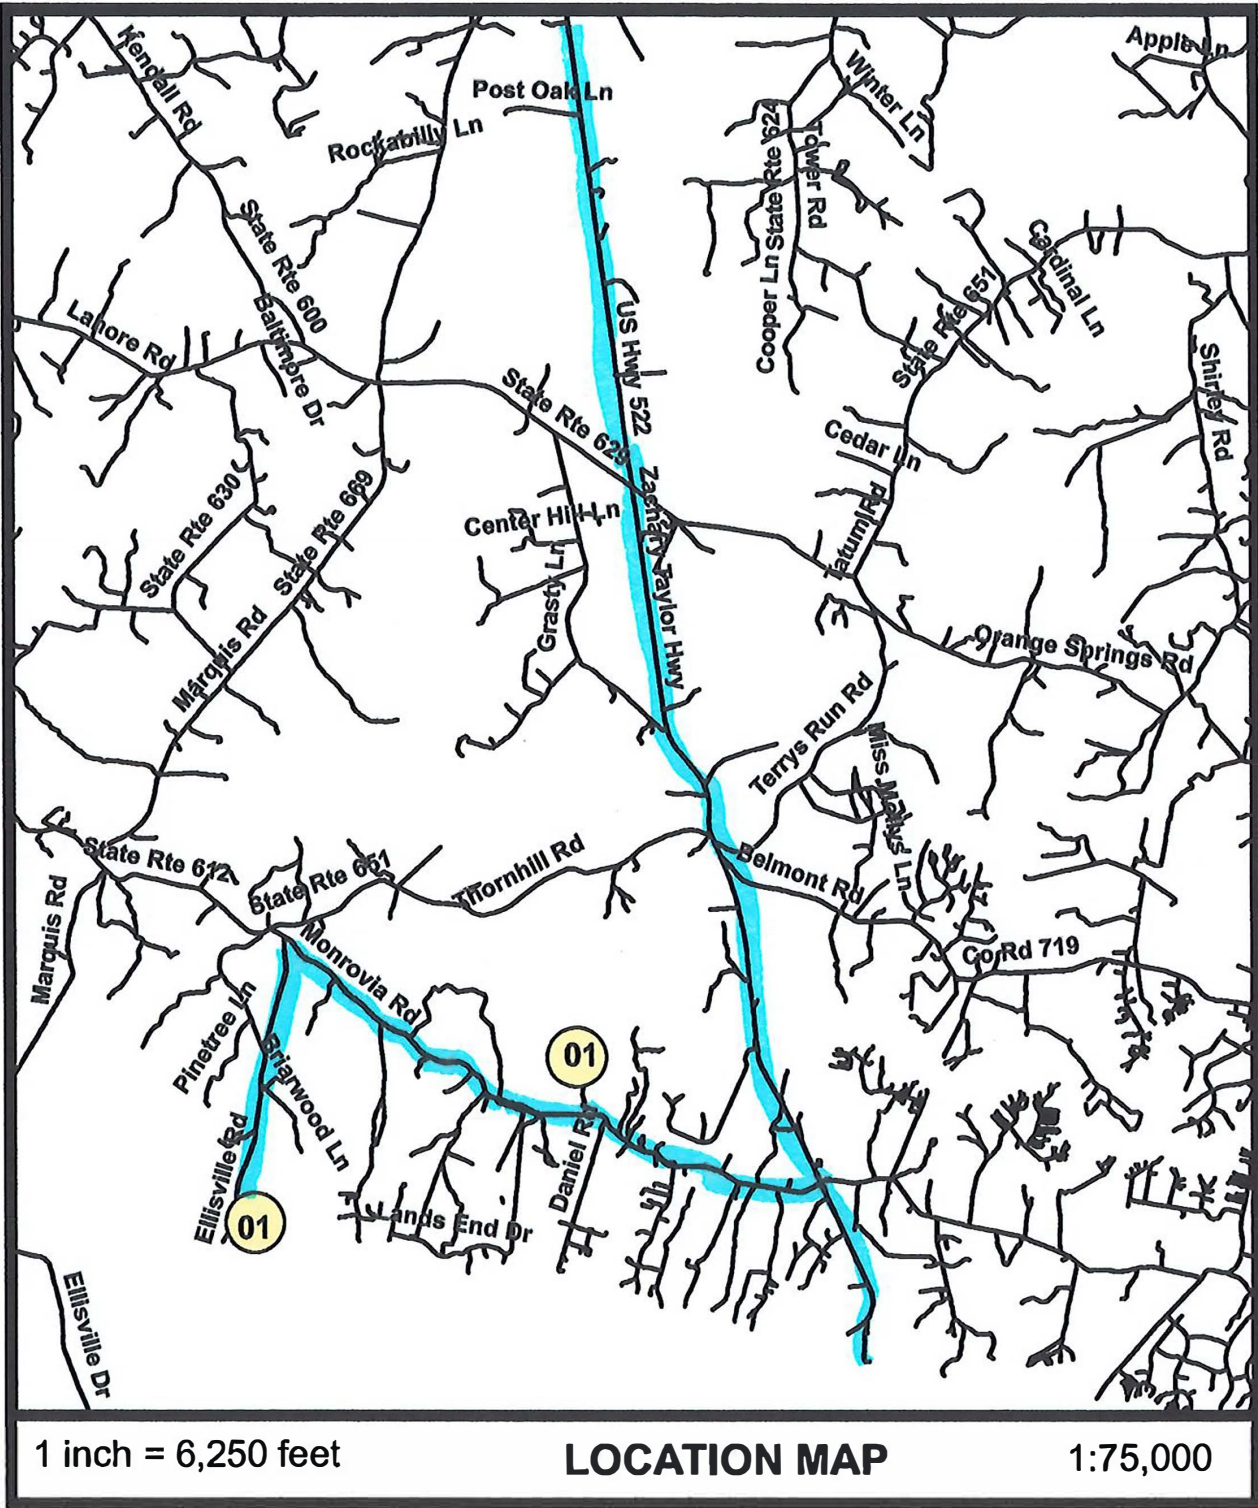 Kendall Rd
Post Oak Ln
Rockabilly Ln
Winter Ln
Apple Ln
State Rte 624
Tower Rd
Cooper Ln
State Rte 600
Cardinal Ln
State Rte 651
Lahore Rd
Baltimore Dr
US Hwy 522
Shirley Rd
State Rte 629
Cedar Ln
Zachary Taylor Hwy
State Rte 630
State Rte 669
Center Hill Ln
Tatum Rd
Grasty Ln
Marquis Rd
Orange Springs Rd
Terrys Run Rd
Miss Mollys Ln
State Rte 612
State Rte 651
Thornhill Rd
Belmont Rd
Marquis Rd
Monrovia Rd
Co Rd 719
Pinetree Ln
Briarwood Ln
01
Ellisville Rd
Daniel Rd
01
Lands End Dr
Ellisville Dr
1 inch = 6,250 feet
LOCATION MAP
1:75,000